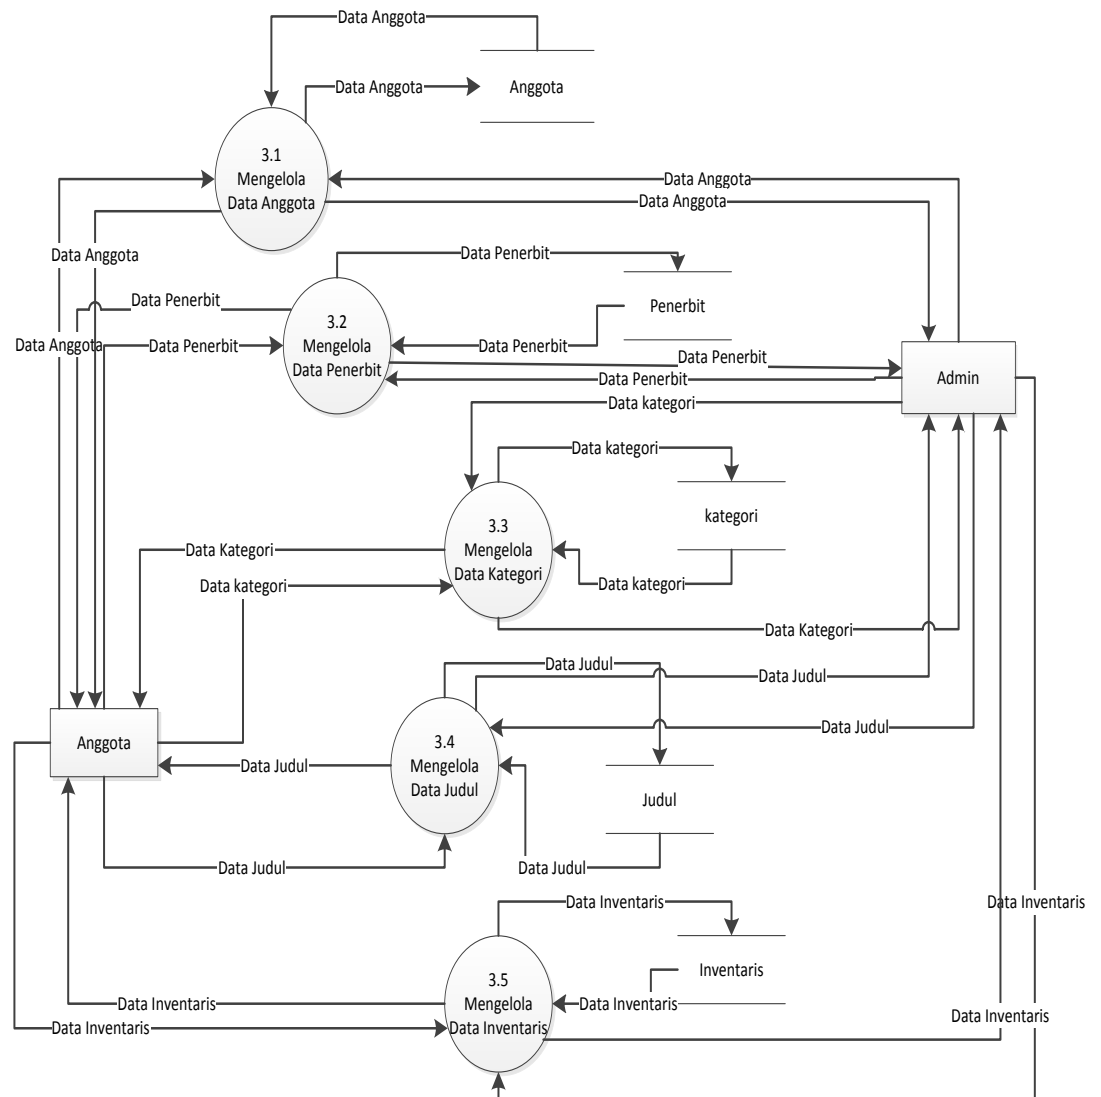 Data Anggota
Data Anggota
Anggota
3.1
Mengelola
Data Anggota
Data Anggota
Data Anggota
Data Anggota
Data Penerbit
Data Penerbit
Penerbit
3.2
Mengelola
Data Penerbit
Data Anggota
Data Penerbit
Data Penerbit
Data Penerbit
Data Penerbit
Admin
Data kategori
Data kategori
kategori
3.3
Mengelola
Data Kategori
Data Kategori
Data kategori
Data kategori
Data Kategori
Data Judul
Data Judul
Data Judul
Anggota
3.4
Mengelola
Data Judul
Data Judul
Judul
Data Judul
Data Judul
Data Inventaris
Data Inventaris
Inventaris
3.5
Mengelola
Data Inventaris
Data Inventaris
Data Inventaris
Data Inventaris
Data Inventaris